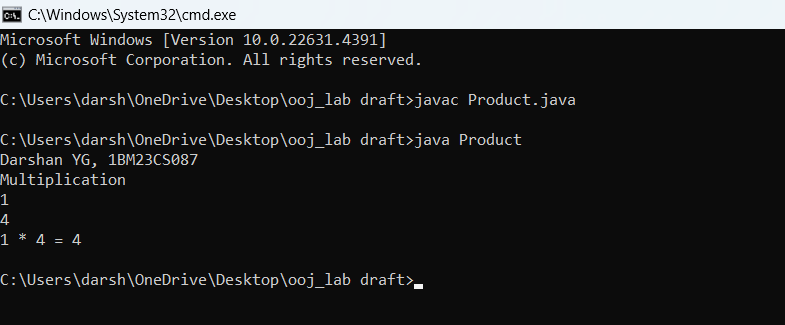 C:\Windows\System32\cmd.exe
Microsoft Windows [Version 10.0.22631.4391]
(c) Microsoft Corporation. All rights reserved.
C:\Users\darsh\OneDrive\Desktop\ooj_lab draft>javac Product.java
C:\Users\darsh\OneDrive\Desktop\ooj_lab draft>java Product
Darshan YG, 1BM23CS087
Multiplication
1
4
1 * 4 = 4
C:\Users\darsh\OneDrive\Desktop\ooj_lab draft>